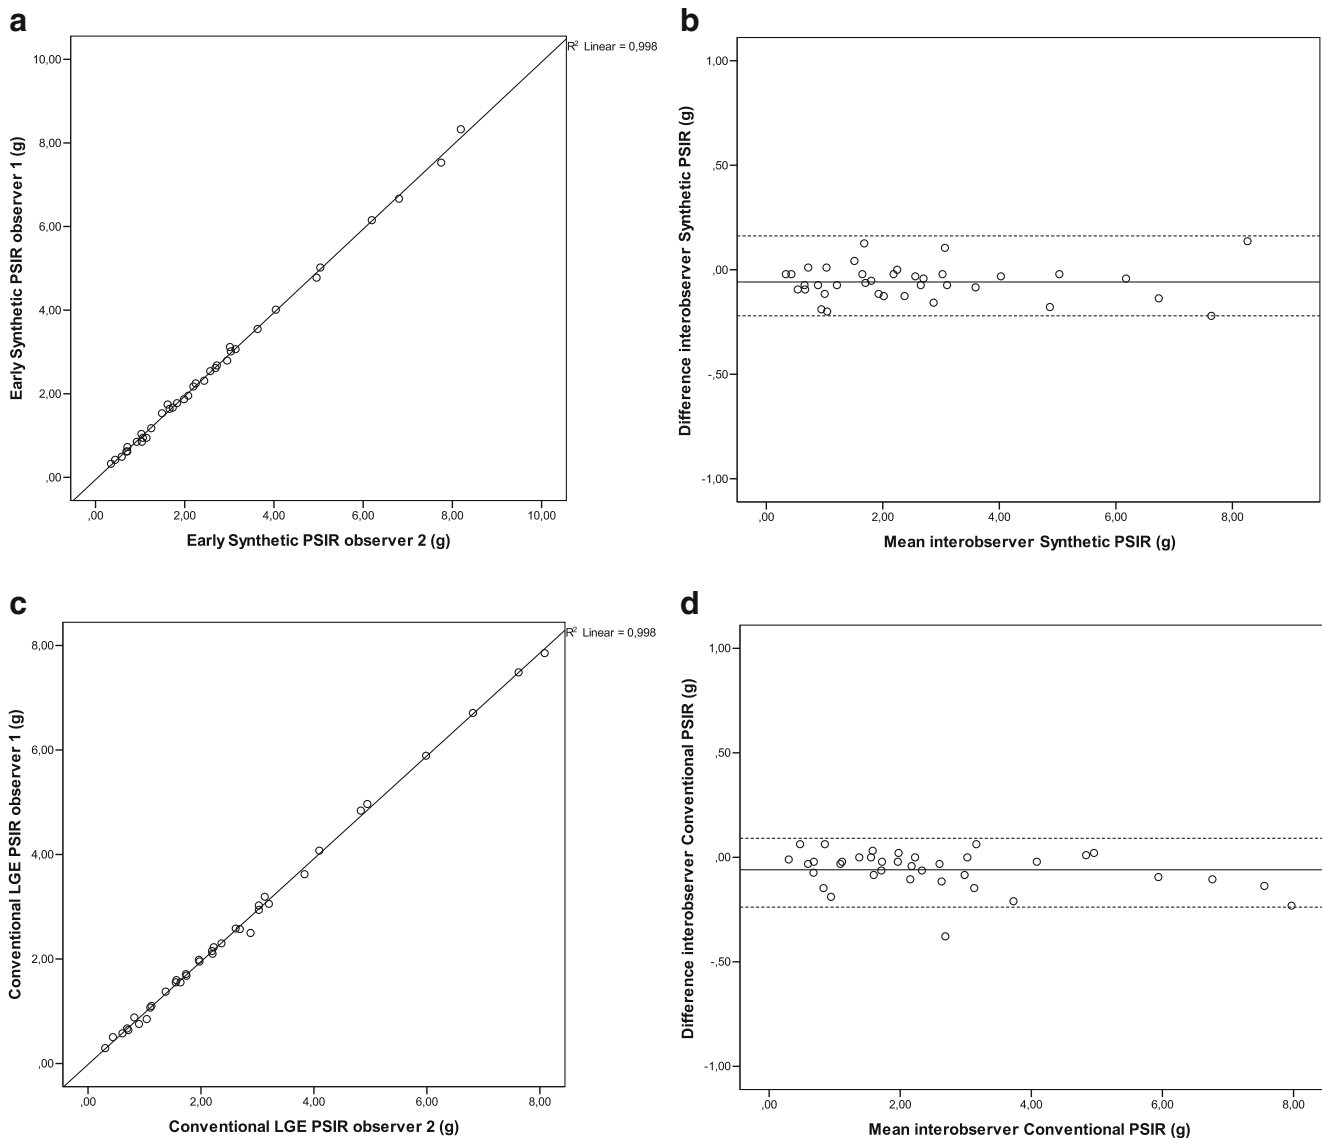 a
R² Linear = 0,998
10,00
8,00
6,00
4,00
2,00
,00
Early Synthetic PSIR observer 1 (g)
,00 2,00 4,00 6,00 8,00 10,00
Early Synthetic PSIR observer 2 (g)
b
1,00
,50
,00
-,50
-1,00
Difference interobserver Synthetic PSIR (g)
,00 2,00 4,00 6,00 8,00
Mean interobserver Synthetic PSIR (g)
c
R² Linear = 0,998
8,00
6,00
4,00
2,00
,00
Conventional LGE PSIR observer 1 (g)
,00 2,00 4,00 6,00 8,00
Conventional LGE PSIR observer 2 (g)
d
1,00
,50
,00
-,50
-1,00
Difference interobserver Conventional PSIR (g)
,00 2,00 4,00 6,00 8,00
Mean interobserver Conventional PSIR (g)